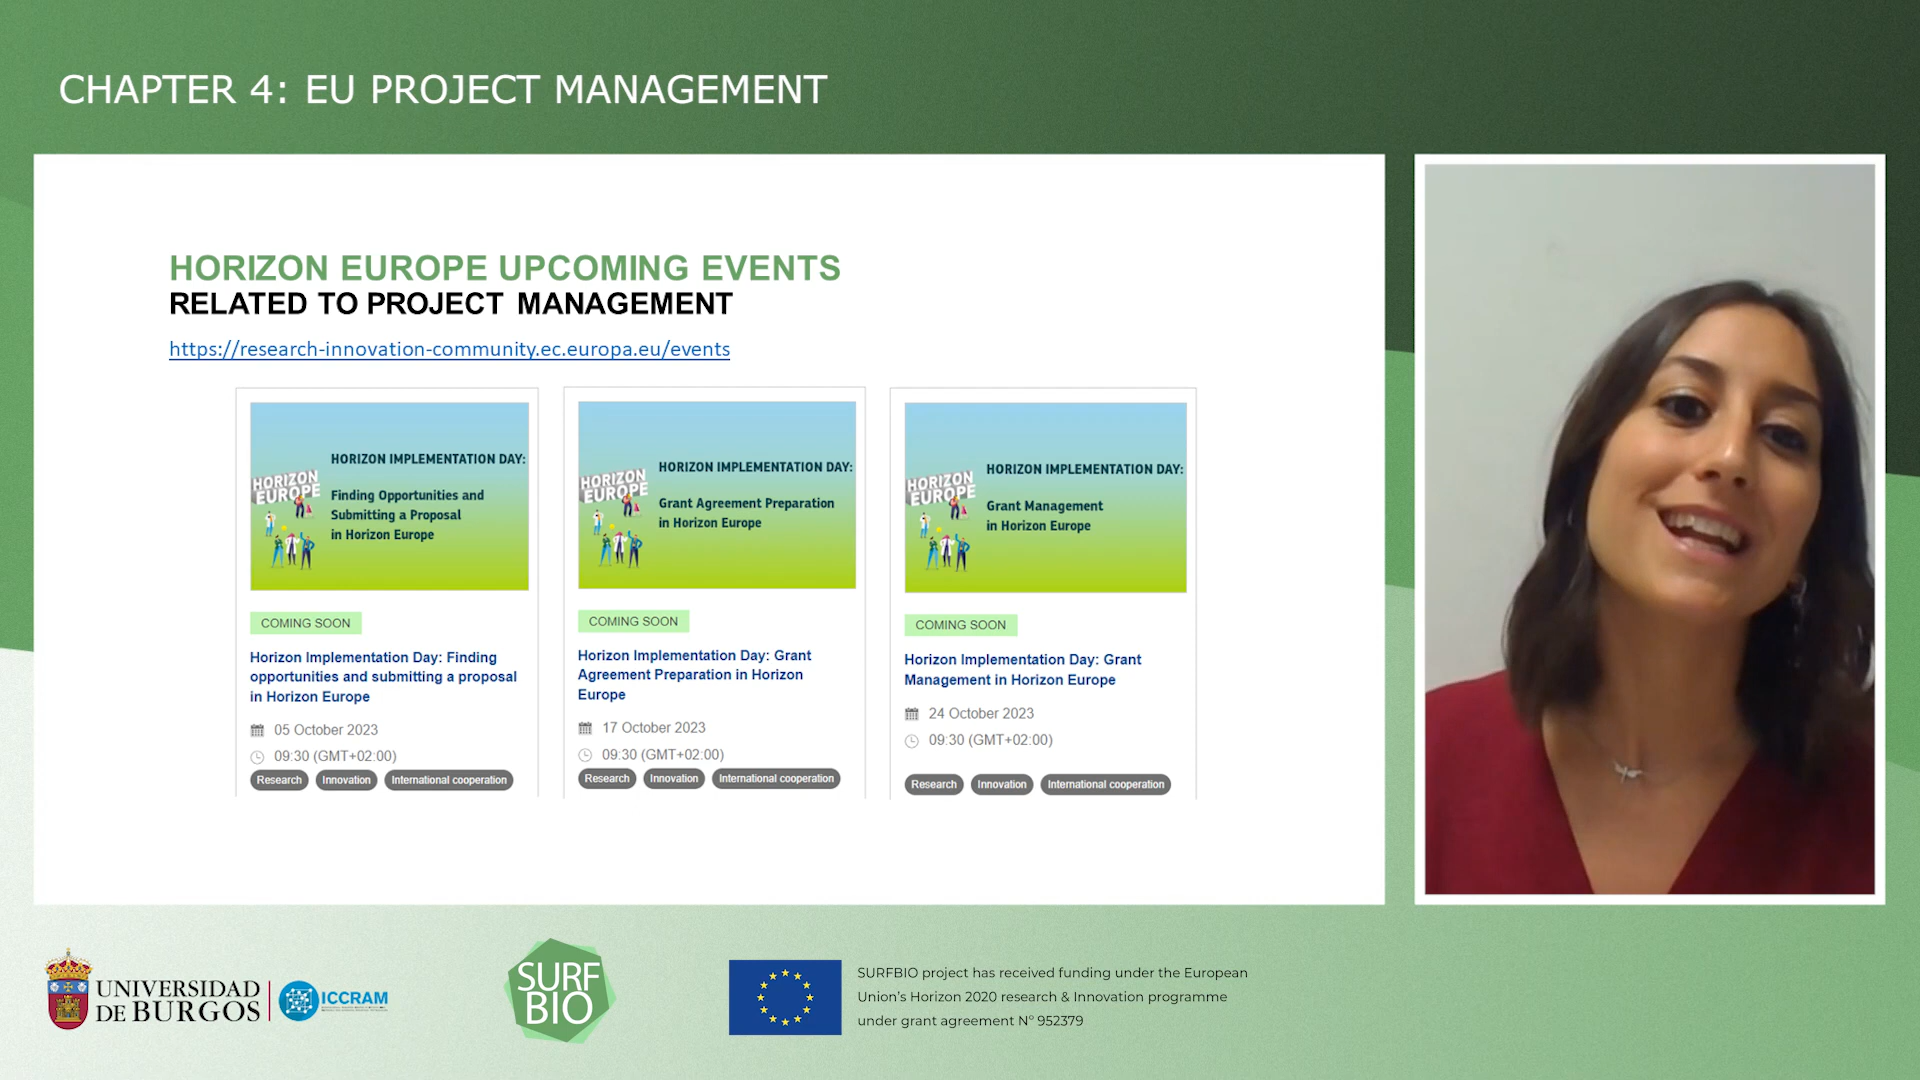 CHAPTER 4: EU PROJECT MANAGEMENT
HORIZON EUROPE UPCOMING EVENTS
RELATED TO PROJECT MANAGEMENT
https://research-innovation-community.ec.europa.eu/events
HORIZON EUROPE
HORIZON IMPLEMENTATION DAY:
Finding Opportunities and
Submitting a Proposal
in Horizon Europe
COMING SOON
Horizon Implementation Day: Finding
opportunities and submitting a proposal
in Horizon Europe
05 October 2023
09:30 (GMT+02:00)
Research Innovation International cooperation
HORIZON EUROPE
HORIZON IMPLEMENTATION DAY:
Grant Agreement Preparation
in Horizon Europe
COMING SOON
Horizon Implementation Day: Grant
Agreement Preparation in Horizon
Europe
17 October 2023
09:30 (GMT+02:00)
Research Innovation International cooperation
HORIZON EUROPE
HORIZON IMPLEMENTATION DAY:
Grant Management
in Horizon Europe
COMING SOON
Horizon Implementation Day: Grant
Management in Horizon Europe
24 October 2023
09:30 (GMT+02:00)
Research Innovation International cooperation
UNIVERSIDAD
DE BURGOS
ICCRAM
SURF
BIO
SURFBIO project has received funding under the European
Union's Horizon 2020 research & Innovation programme
under grant agreement Nº 952379